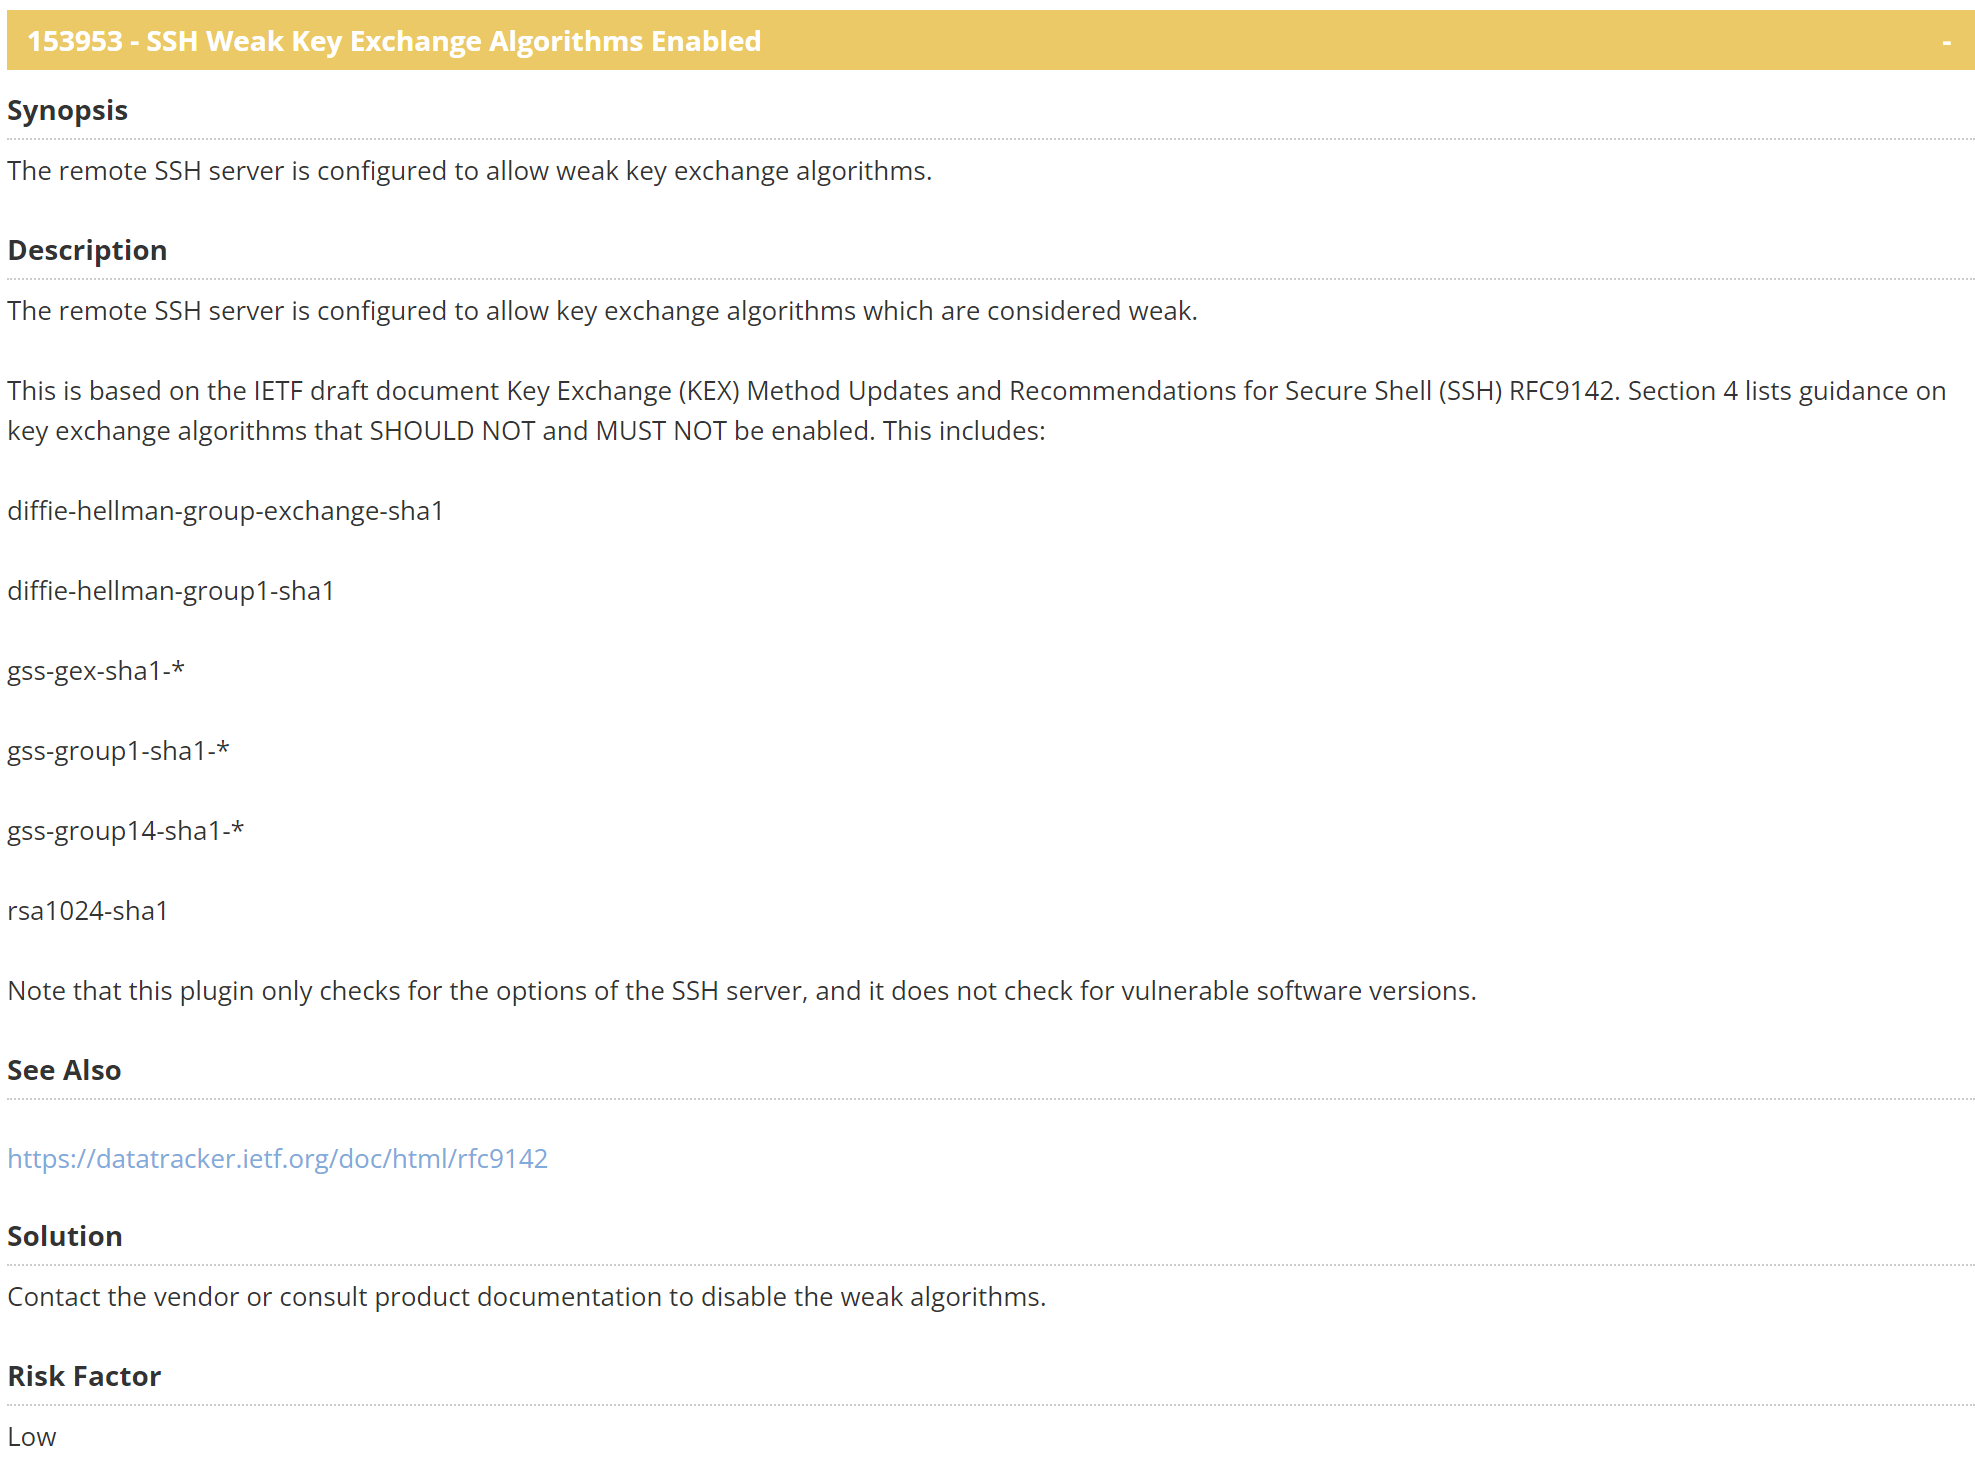 153953 - SSH Weak Key Exchange Algorithms Enabled -
Synopsis
The remote SSH server is configured to allow weak key exchange algorithms.
Description
The remote SSH server is configured to allow key exchange algorithms which are considered weak.
This is based on the IETF draft document Key Exchange (KEX) Method Updates and Recommendations for Secure Shell (SSH) RFC9142. Section 4 lists guidance on
key exchange algorithms that SHOULD NOT and MUST NOT be enabled. This includes:
diffie-hellman-group-exchange-sha1
diffie-hellman-group1-sha1
gss-gex-sha1-*
gss-group1-sha1-*
gss-group14-sha1-*
rsa1024-sha1
Note that this plugin only checks for the options of the SSH server, and it does not check for vulnerable software versions.
See Also
https://datatracker.ietf.org/doc/html/rfc9142
Solution
Contact the vendor or consult product documentation to disable the weak algorithms.
Risk Factor
Low